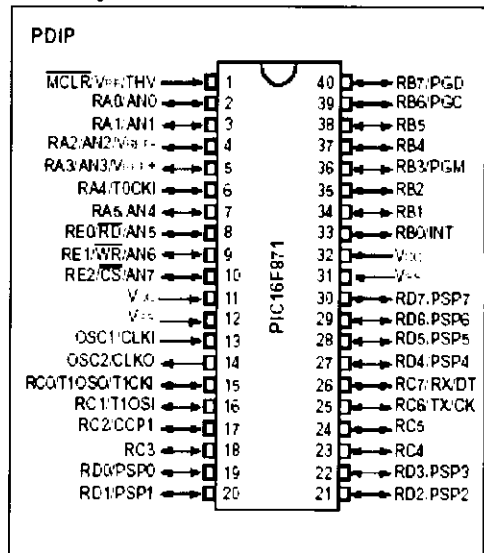 PDIP
MCLR/VPP/THV 1 40 RB7/PGD
RA0/AN0 2 39 RB6/PGC
RA1/AN1 3 38 RB5
RA2/AN2/VREF- 4 37 RB4
RA3/AN3/VREF+ 5 36 RB3/PGM
RA4/T0CKI 6 35 RB2
RA5/AN4 7 34 RB1
RE0/RD/AN5 8 33 RB0/INT
RE1/WR/AN6 9 32 VDD
RE2/CS/AN7 10 31 VSS
VDD 11 30 RD7/PSP7
VSS 12 29 RD6/PSP6
OSC1/CLKI 13 28 RD5/PSP5
OSC2/CLKO 14 27 RD4/PSP4
RC0/T1OSO/T1CKI 15 26 RC7/RX/DT
RC1/T1OSI 16 25 RC6/TX/CK
RC2/CCP1 17 24 RC5
RC3 18 23 RC4
RD0/PSP0 19 22 RD3/PSP3
RD1/PSP1 20 21 RD2/PSP2
PIC16F871